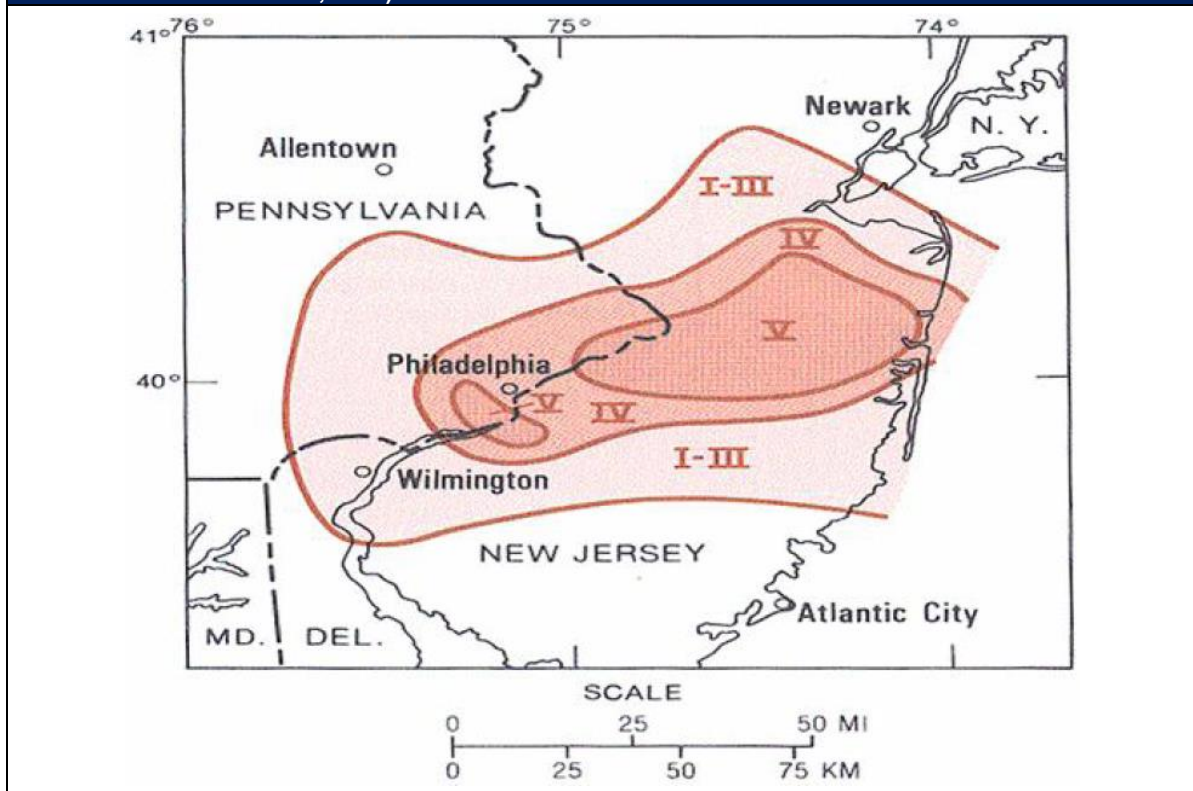 41° 76° 75° 74°
Newark
N. Y.
Allentown
I-III
PENNSYLVANIA
IV
V
Philadelphia
40°
V IV
I-III
Wilmington
NEW JERSEY
Atlantic City
MD. DEL.
SCALE
0 25 50 MI
0 25 50 75 KM